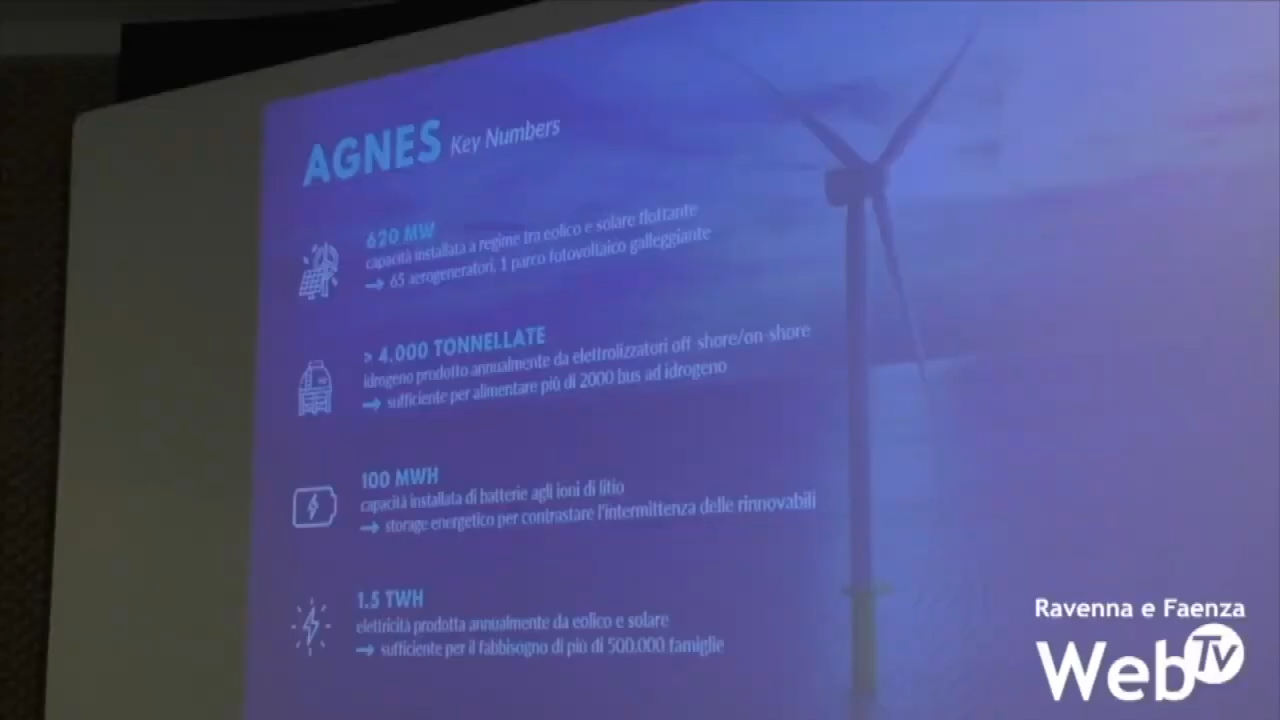 AGNES Key Numbers
620 MW
capacità installata a regime tra eolico e solare flottante
→ 65 aerogeneratori, 1 parco fotovoltaico galleggiante
> 4.000 TONNELLATE
idrogeno prodotto annualmente da elettrolizzatori off-shore/on-shore
→ sufficiente per alimentare più di 2000 bus ad idrogeno
100 MWH
capacità installata di batterie agli ioni di litio
→ storage energetico per contrastare l'intermittenza delle rinnovabili
1.5 TWH
elettricità prodotta annualmente da eolico e solare
→ sufficiente per il fabbisogno di più di 500.000 famiglie
Ravenna e Faenza
WebTv